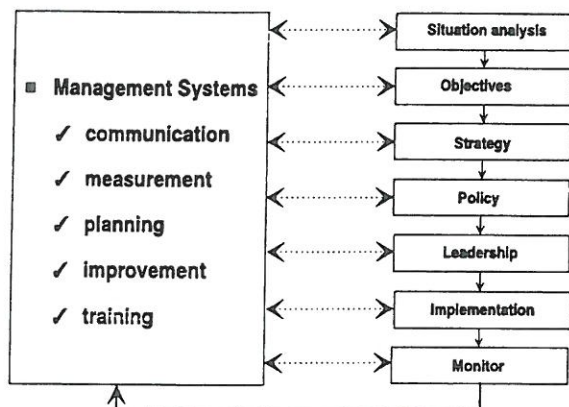 Management Systems
✓ communication
✓ measurement
✓ planning
✓ improvement
✓ training
Situation analysis
Objectives
Strategy
Policy
Leadership
Implementation
Monitor